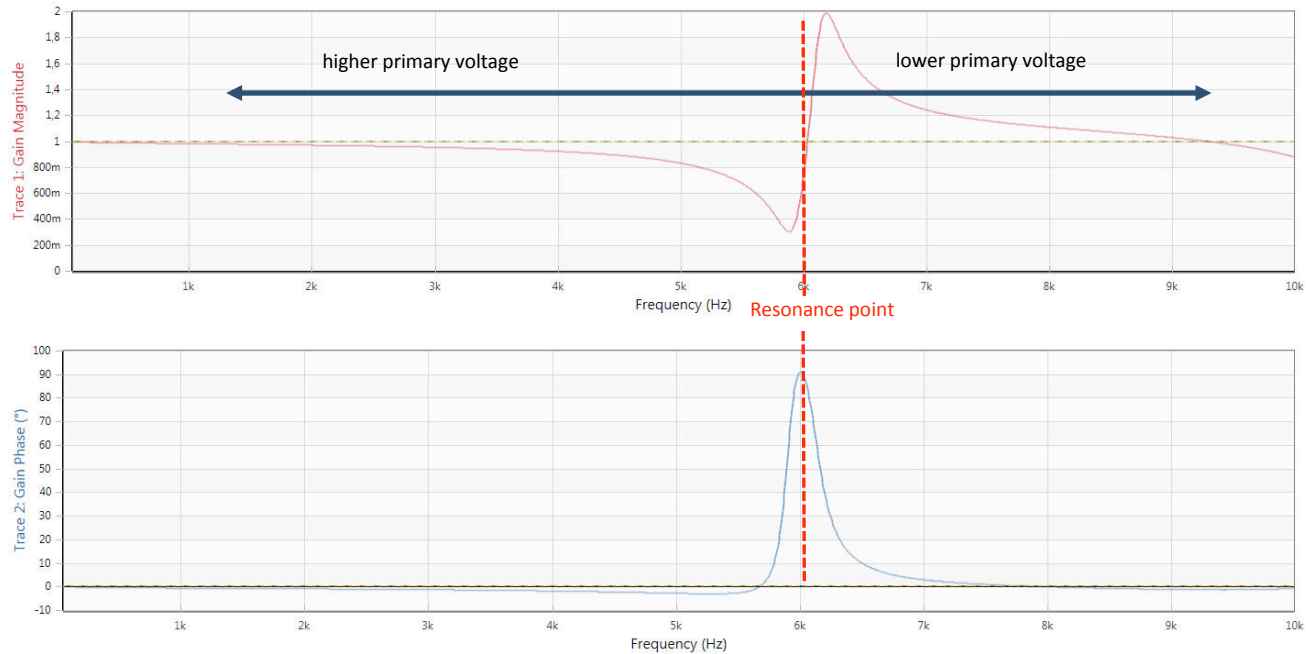 2
1,8
1,6
1,4
1,2
1
800m
600m
400m
200m
0
Trace 1: Gain Magnitude
higher primary voltage
lower primary voltage
1k 2k 3k 4k 5k 6k 7k 8k 9k 10k
Frequency (Hz)
Resonance point
100
90
80
70
60
50
40
30
20
10
0
-10
Trace 2: Gain Phase (°)
1k 2k 3k 4k 5k 6k 7k 8k 9k 10k
Frequency (Hz)